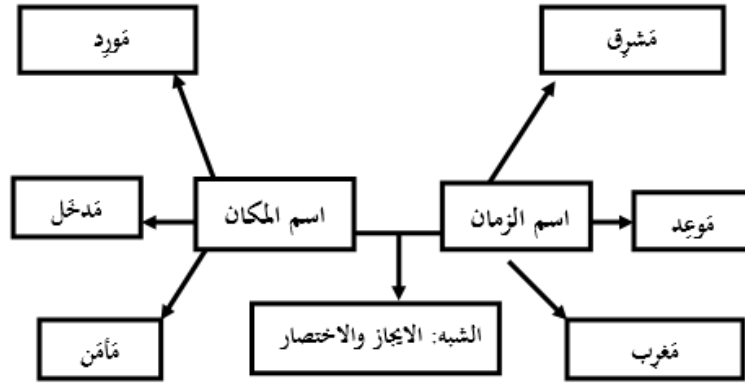 مَشرِق
مَورِد
اسم الزمان
اسم المكان
مَوعِد
مَدخَل
الشبه: الايجاز والاختصار
مَغرِب
مَأمَن